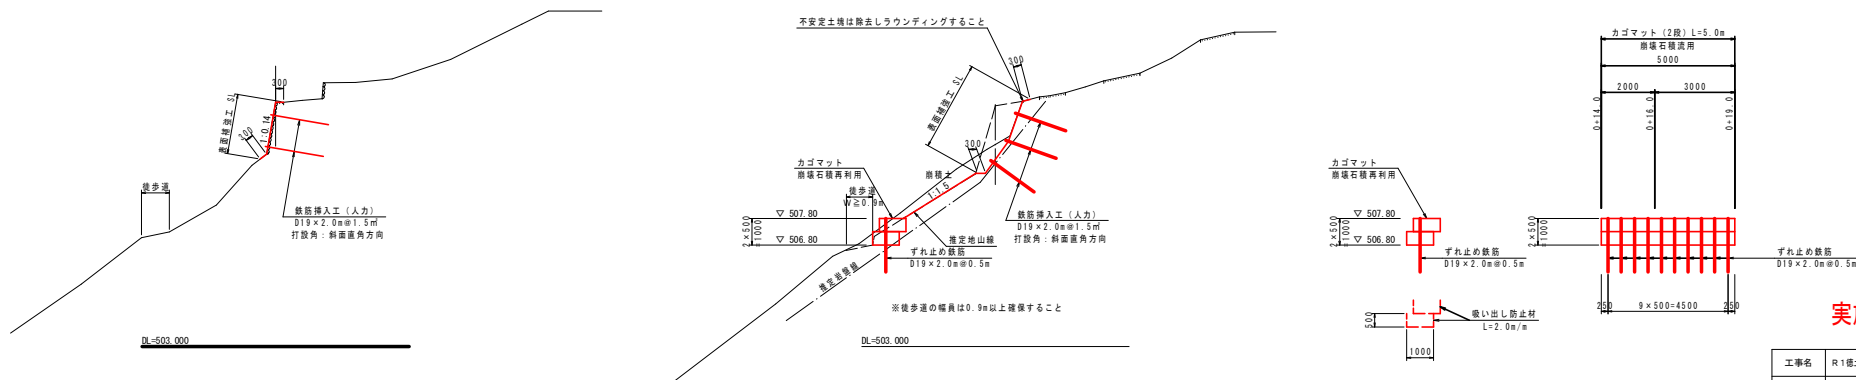 300
表面補強工 SL
300
1:0.14
徒歩道
鉄筋挿入工（人力）
D19×2.0m@1.5㎡
打設角：斜面直角方向
DL=503.000
不安定土塊は除去しラウンディングすること
300
表面補強工 SL
300
カゴマット
崩壊石積再利用
崩積土
徒歩道
W≧0.9m
1:1.5
▽ 507.80
2×500
=1000
▽ 506.80
鉄筋挿入工（人力）
D19×2.0m@1.5㎡
打設角：斜面直角方向
推定地山線
ずれ止め鉄筋
D19×2.0m@0.5m
※徒歩道の幅員は0.9m以上確保すること
DL=503.000
カゴマット
崩壊石積再利用
▽ 507.80
2×500
=1000
▽ 506.80
ずれ止め鉄筋
D19×2.0m@0.5m
吸い出し防止材
L=2.0m/m
500
1000
カゴマット（2段）L=5.0m
崩壊石積流用
5000
2000
3000
0+14.0
0+16.0
0+19.0
2×500
=1000
ずれ止め鉄筋
D19×2.0m@0.5m
250
9×500=4500
250
実
工事名
R1徳